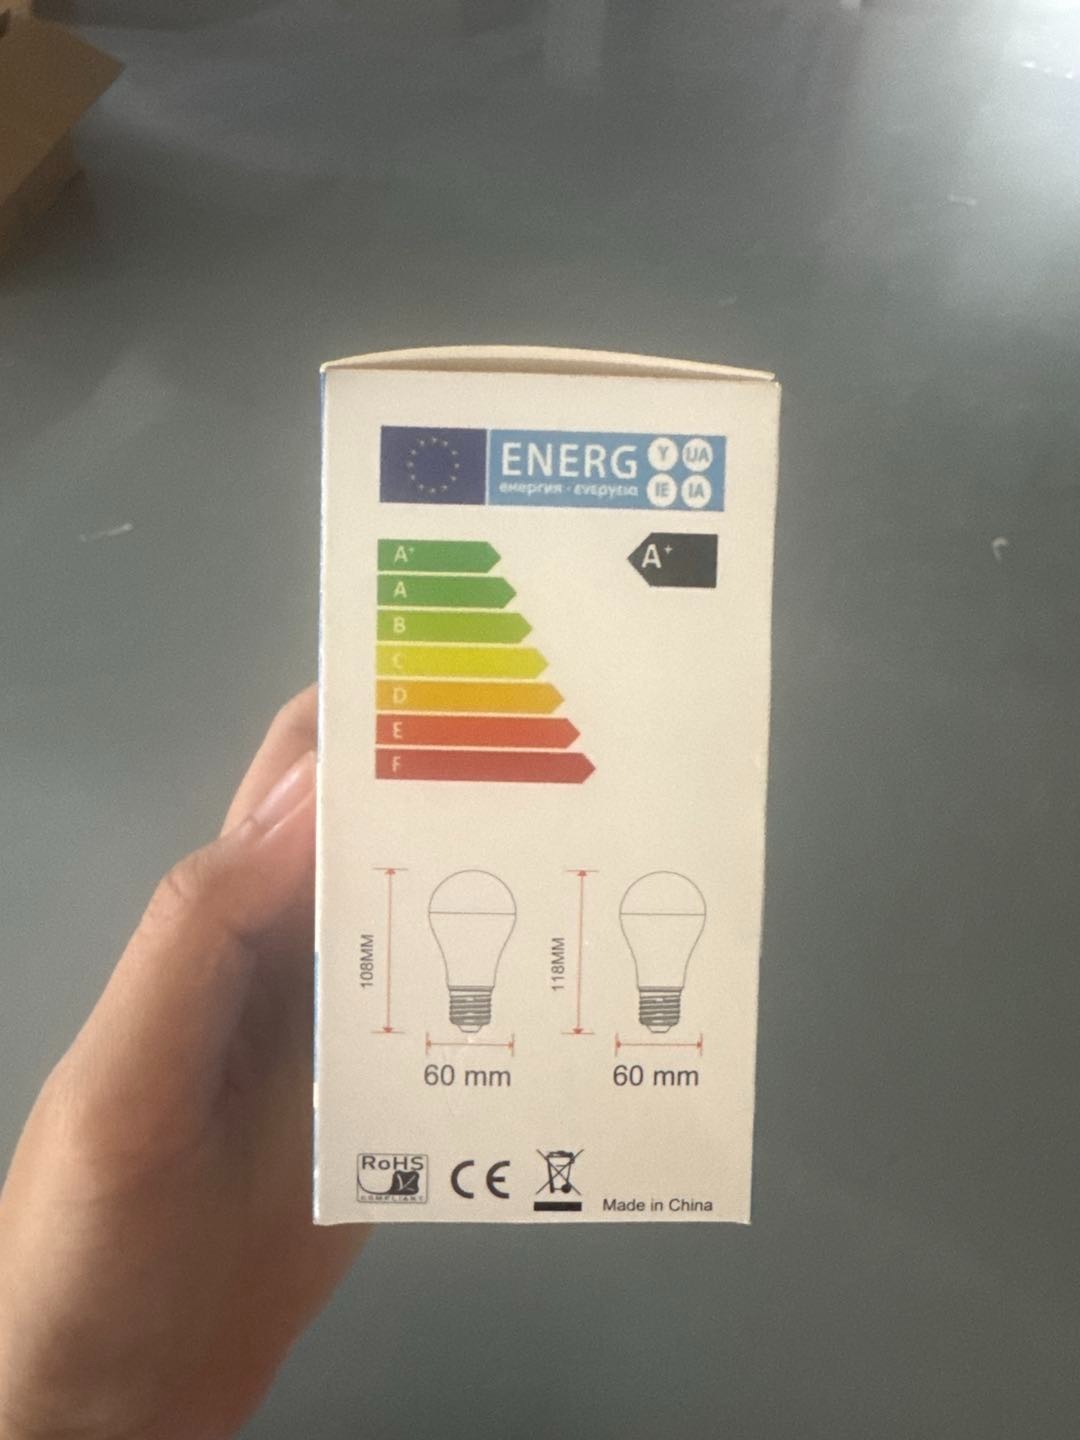 ENERG Y IJA
енергия · ενεργεια IE IA
A+
A+
A
B
C
D
E
F
108MM
118MM
60 mm
60 mm
RoHS
COMPLIANT
CE
Made in China